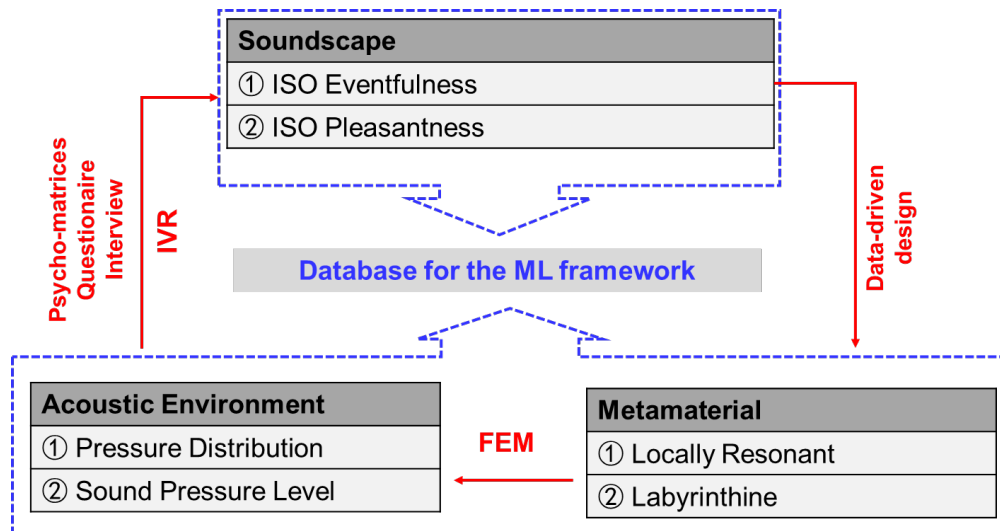 Soundscape
① ISO Eventfulness
② ISO Pleasantness
Psycho-matrices
Questionaire
Interview
IVR
Data-driven
design
Database for the ML framework
Acoustic Environment
① Pressure Distribution
② Sound Pressure Level
FEM
Metamaterial
① Locally Resonant
② Labyrinthine